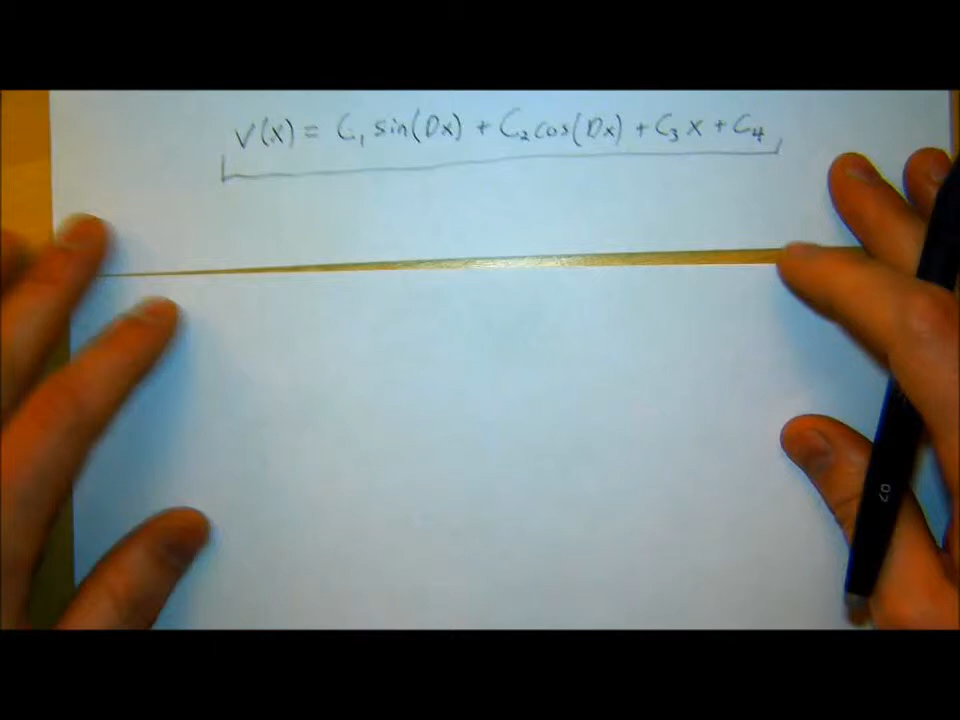 V(x) = C₁ sin(Dx) + C₂ cos(Dx) + C₃ x + C₄